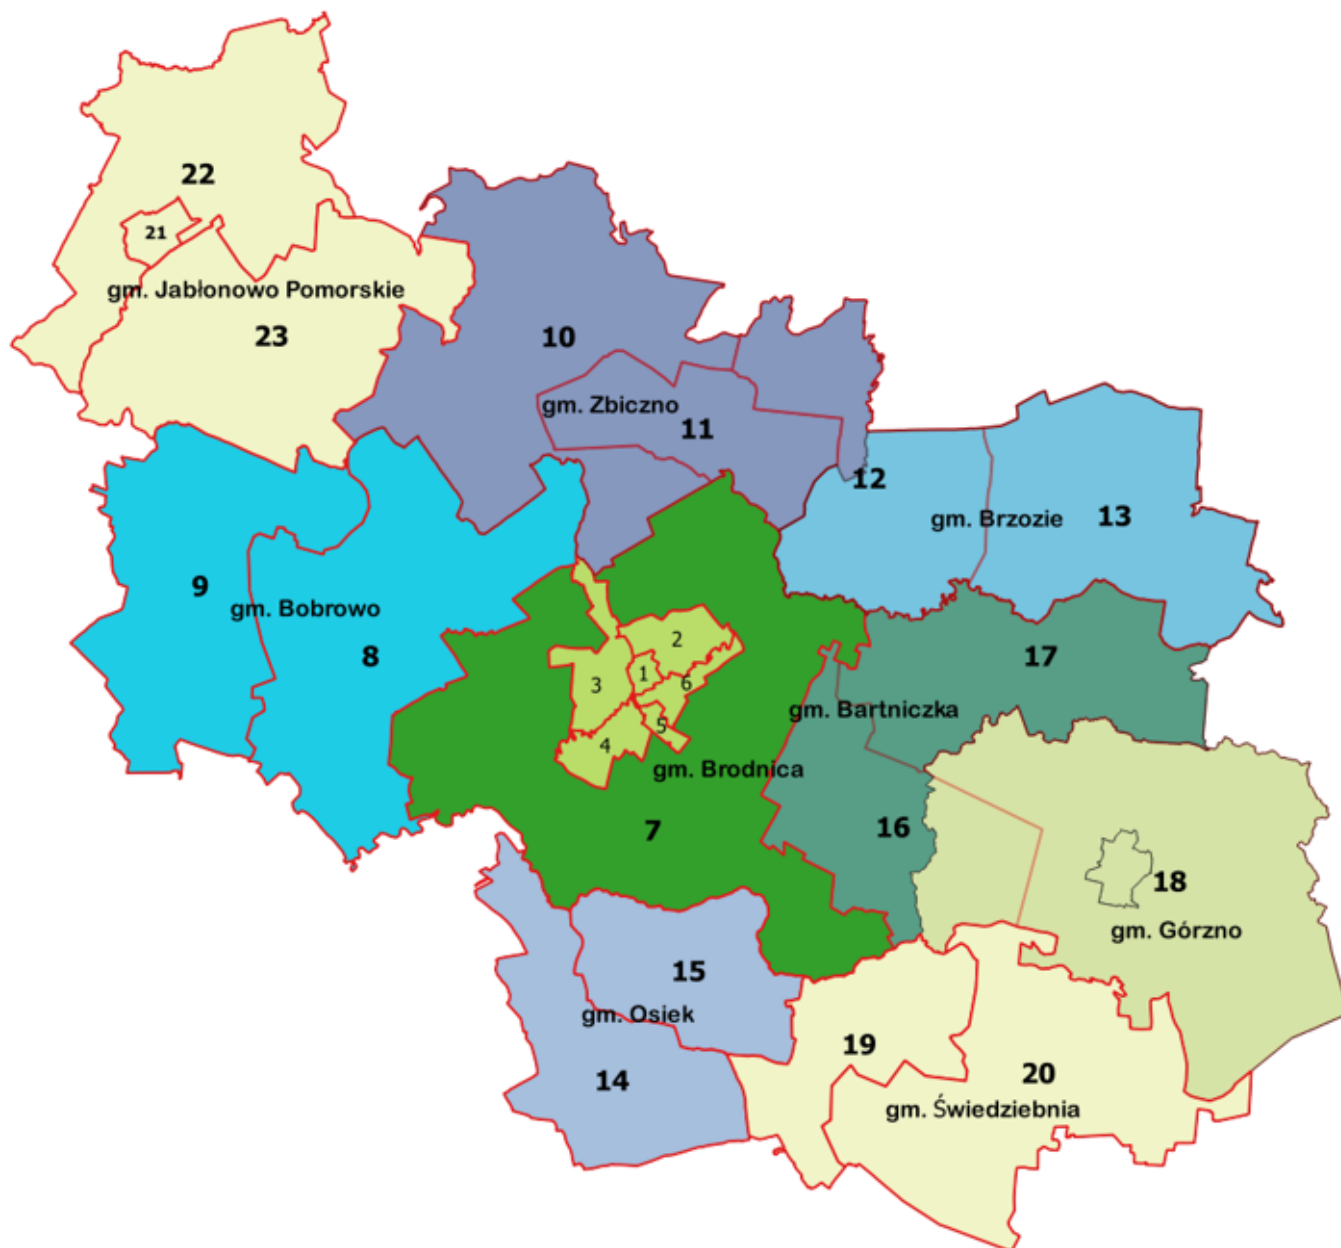 22
21
gm. Jabłonowo Pomorskie
23
10
gm. Zbiczno
11
12
gm. Brzozie
13
9
gm. Bobrowo
8
2
1
3
6
5
4
17
gm. Bartniczka
gm. Brodnica
7
16
18
gm. Górzno
15
gm. Osiek
14
19
20
gm. Świedziebnia